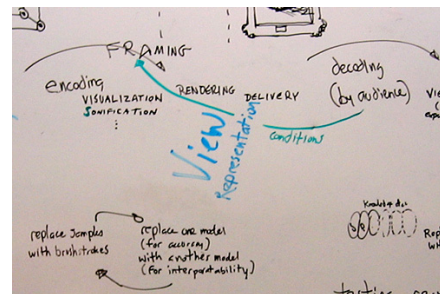 FRAMING
encoding
VISUALIZATION
SONIFICATION
...
RENDERING
DELIVERY
decoding
(by audience)
View
Representation
conditions
replace samples
with brushstrokes
replace one model
(for accuracy)
with another model
(for interpretability)